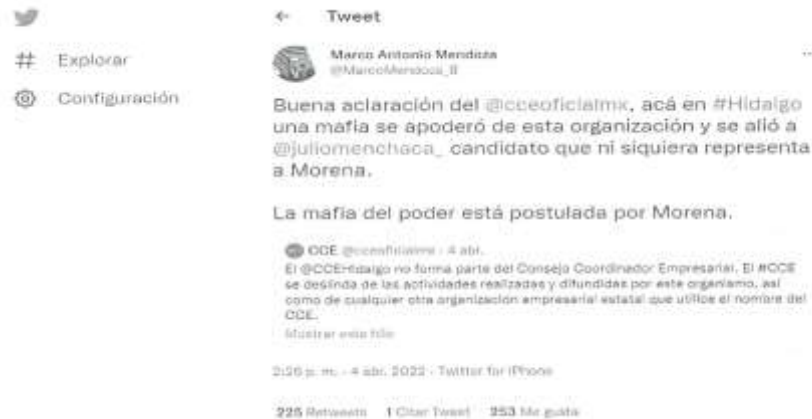 Tweet
Explorar
Configuración
Marco Antonio Mendoza
@MarcoMendoza_B
Buena aclaración del @cceoficialmx, acá en #Hidalgo
una mafia se apoderó de esta organización y se alió a
@juliomenchaca_ candidato que ni siquiera representa
a Morena.
La mafia del poder está postulada por Morena.
CCE @cceoficialmx · 4 abr.
El @CCEHidalgo no forma parte del Consejo Coordinador Empresarial. El #CCE
se deslinda de las actividades realizadas y difundidas por este organismo, así
como de cualquier otra organización empresarial estatal que utilice el nombre del
CCE.
Mostrar este hilo
2:26 p. m. · 4 abr. 2022 · Twitter for iPhone
225 Retweets 1 Citar Tweet 253 Me gusta